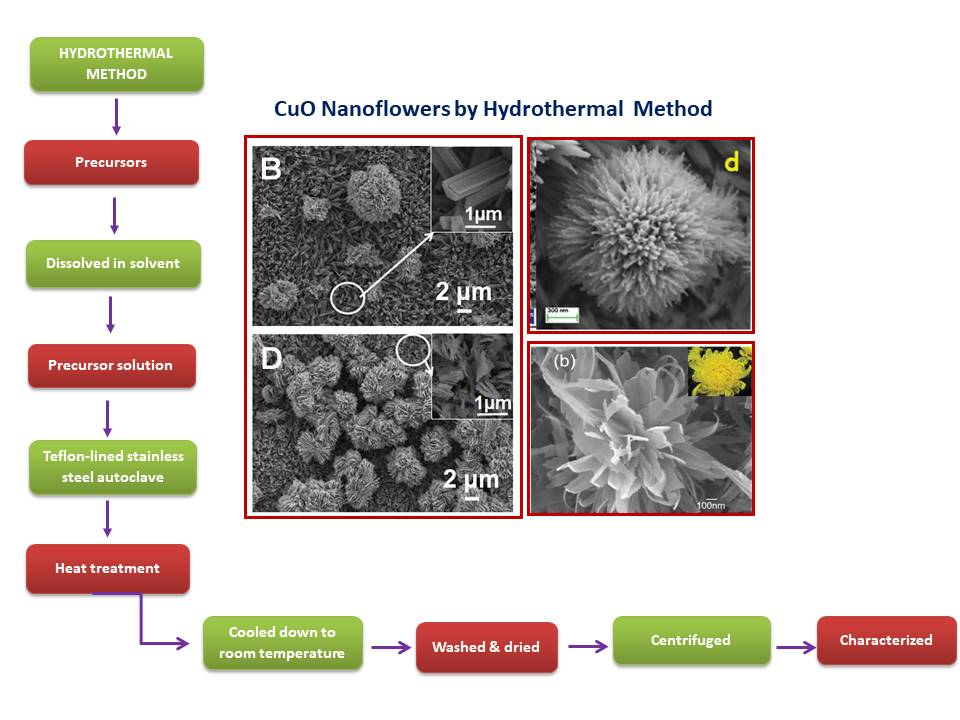 HYDROTHERMAL
METHOD
Precursors
Dissolved in solvent
Precursor solution
Teflon-lined stainless
steel autoclave
Heat treatment
Cooled down to
room temperature
Washed & dried
Centrifuged
Characterized
CuO Nanoflowers by Hydrothermal Method
B
1μm
2 μm
D
1μm
2 μm
d
300 nm
(b)
100nm